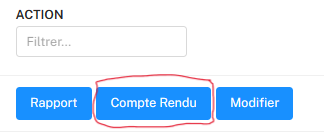 ACTION
Filtrer...
Rapport Compte Rendu Modifier